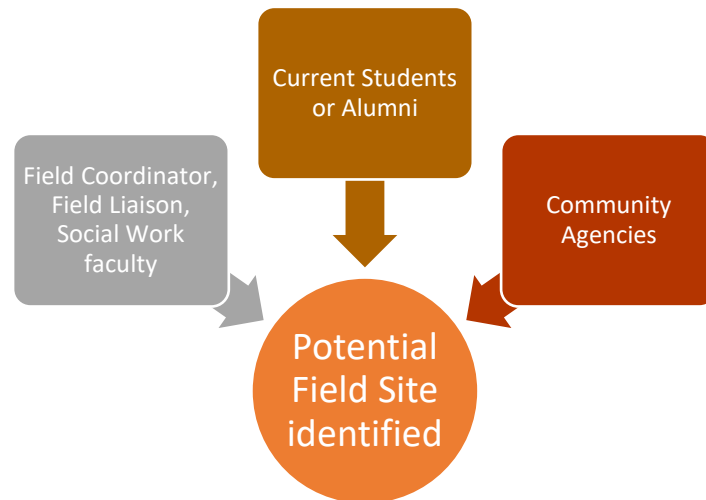 Current Students
or Alumni
Field Coordinator,
Field Liaison,
Social Work
faculty
Community
Agencies
Potential
Field Site
identified